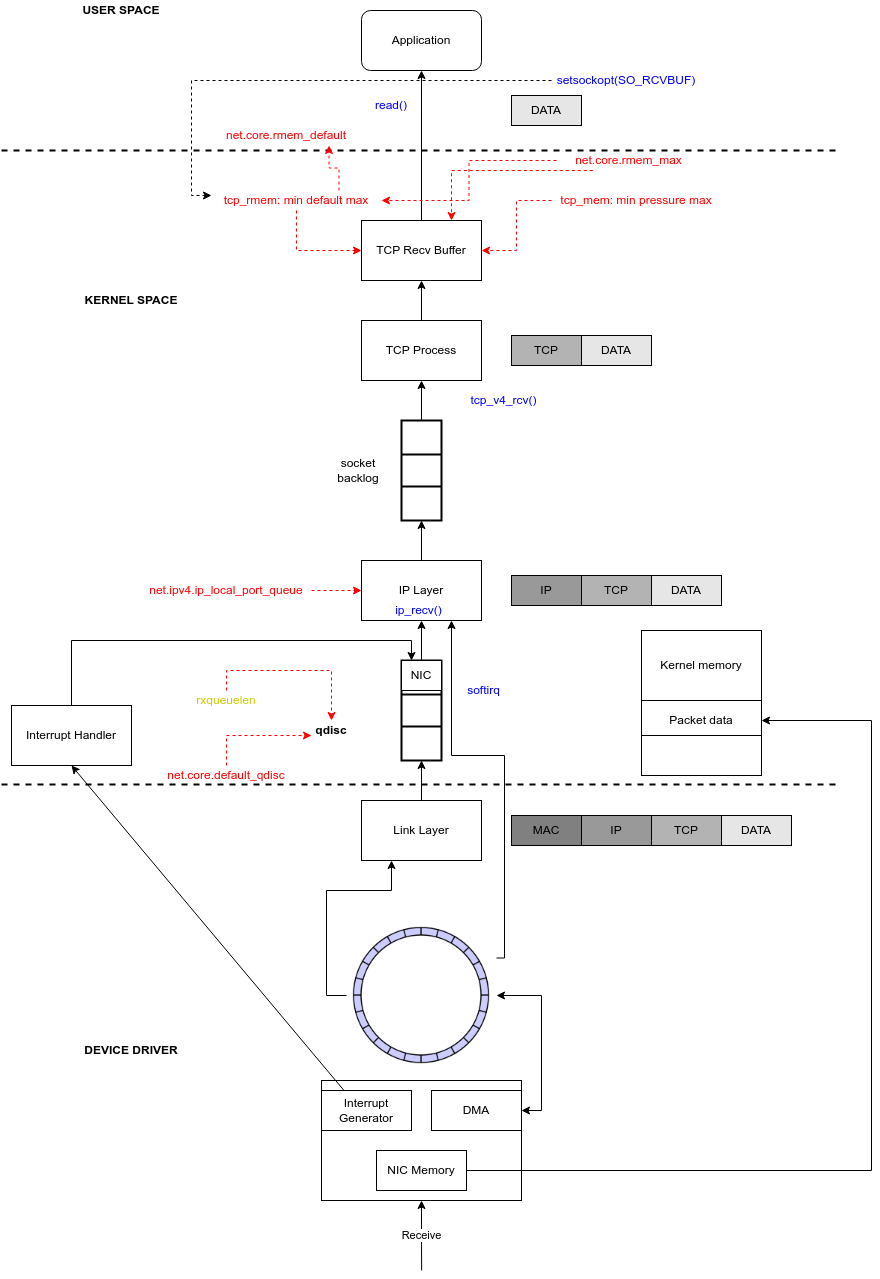 USER SPACE
Application
setsockopt(SO_RCVBUF)
read()
DATA
net.core.rmem_default
net.core.rmem_max
tcp_rmem: min default max
tcp_mem: min pressure max
TCP Recv Buffer
KERNEL SPACE
TCP Process
TCP DATA
tcp_v4_rcv()
socket
backlog
net.ipv4.ip_local_port_queue
IP Layer
ip_recv()
IP TCP DATA
Kernel memory
NIC
softirq
rxqueuelen
Packet data
qdisc
Interrupt Handler
net.core.default_qdisc
Link Layer
MAC IP TCP DATA
DEVICE DRIVER
Interrupt
Generator
DMA
NIC Memory
Receive